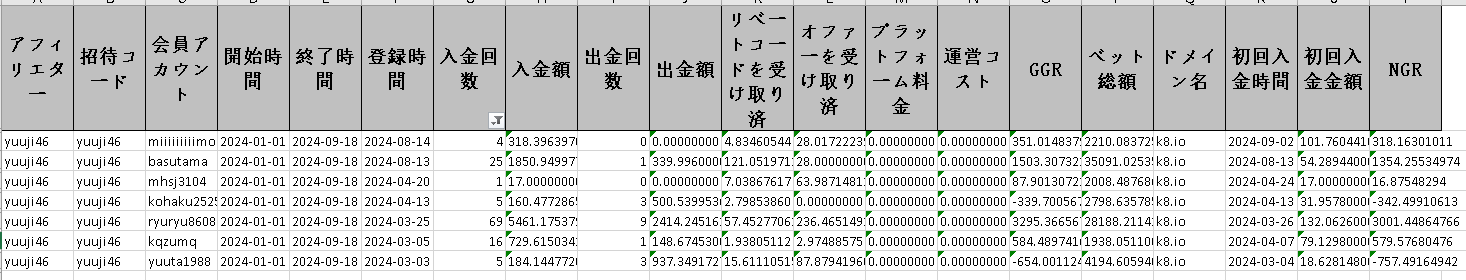 アフィリエター 招待コード 会員アカウント 開始時間 終了時間 登録時間 入金回数 入金額 出金回数 出金額 リベートコードを受け取り済 オファーを受け取り済 プラットフォーム料金 運営コスト GGR ベット総額 ドメイン名 初回入金時間 初回入金金額 NGR
yuuji46 yuuji46 miiiiiiiiimo 2024-01-01 2024-09-18 2024-08-14 4 318.396397 0 0.00000000 4.83460544 28.0172223 0.00000000 0.00000000 351.014837 2210.0837 k8.io 2024-09-02 101.76044 318.16301011
yuuji46 yuuji46 basutama 2024-01-01 2024-09-18 2024-08-13 25 1850.94997 1 339.996000 121.051971 28.0000000 0.00000000 0.00000000 1503.30732 35091.0253 k8.io 2024-08-13 54.289440 1354.25534974
yuuji46 yuuji46 mhsj3104 2024-01-01 2024-09-18 2024-04-20 1 17.0000000 0 0.00000000 7.03867617 63.9871481 0.00000000 0.00000000 87.901307 2008.48768 k8.io 2024-04-24 17.000000 16.87548294
yuuji46 yuuji46 kohaku252 2024-01-01 2024-09-18 2024-04-13 5 160.477286 3 500.539953 2.79853860 0.00000000 0.00000000 0.00000000 -339.70056 2798.63785 k8.io 2024-04-13 31.957800 -342.49910613
yuuji46 yuuji46 ryuryu8608 2024-01-01 2024-09-18 2024-03-25 69 5461.17537 9 2414.24516 57.4527706 236.465149 0.00000000 0.00000000 3295.36656 28188.2114 k8.io 2024-03-26 132.06260 3001.44864766
yuuji46 yuuji46 kqzumq 2024-01-01 2024-09-18 2024-03-05 16 729.615034 1 148.674530 1.93805112 2.97488575 0.00000000 0.00000000 584.489741 1938.05110 k8.io 2024-04-07 79.129800 579.57680476
yuuji46 yuuji46 yuuta1988 2024-01-01 2024-09-18 2024-03-03 5 184.144772 3 937.349172 15.6111051 87.8794196 0.00000000 0.00000000 -654.00112 4194.60594 k8.io 2024-03-04 18.628148 -757.49164942